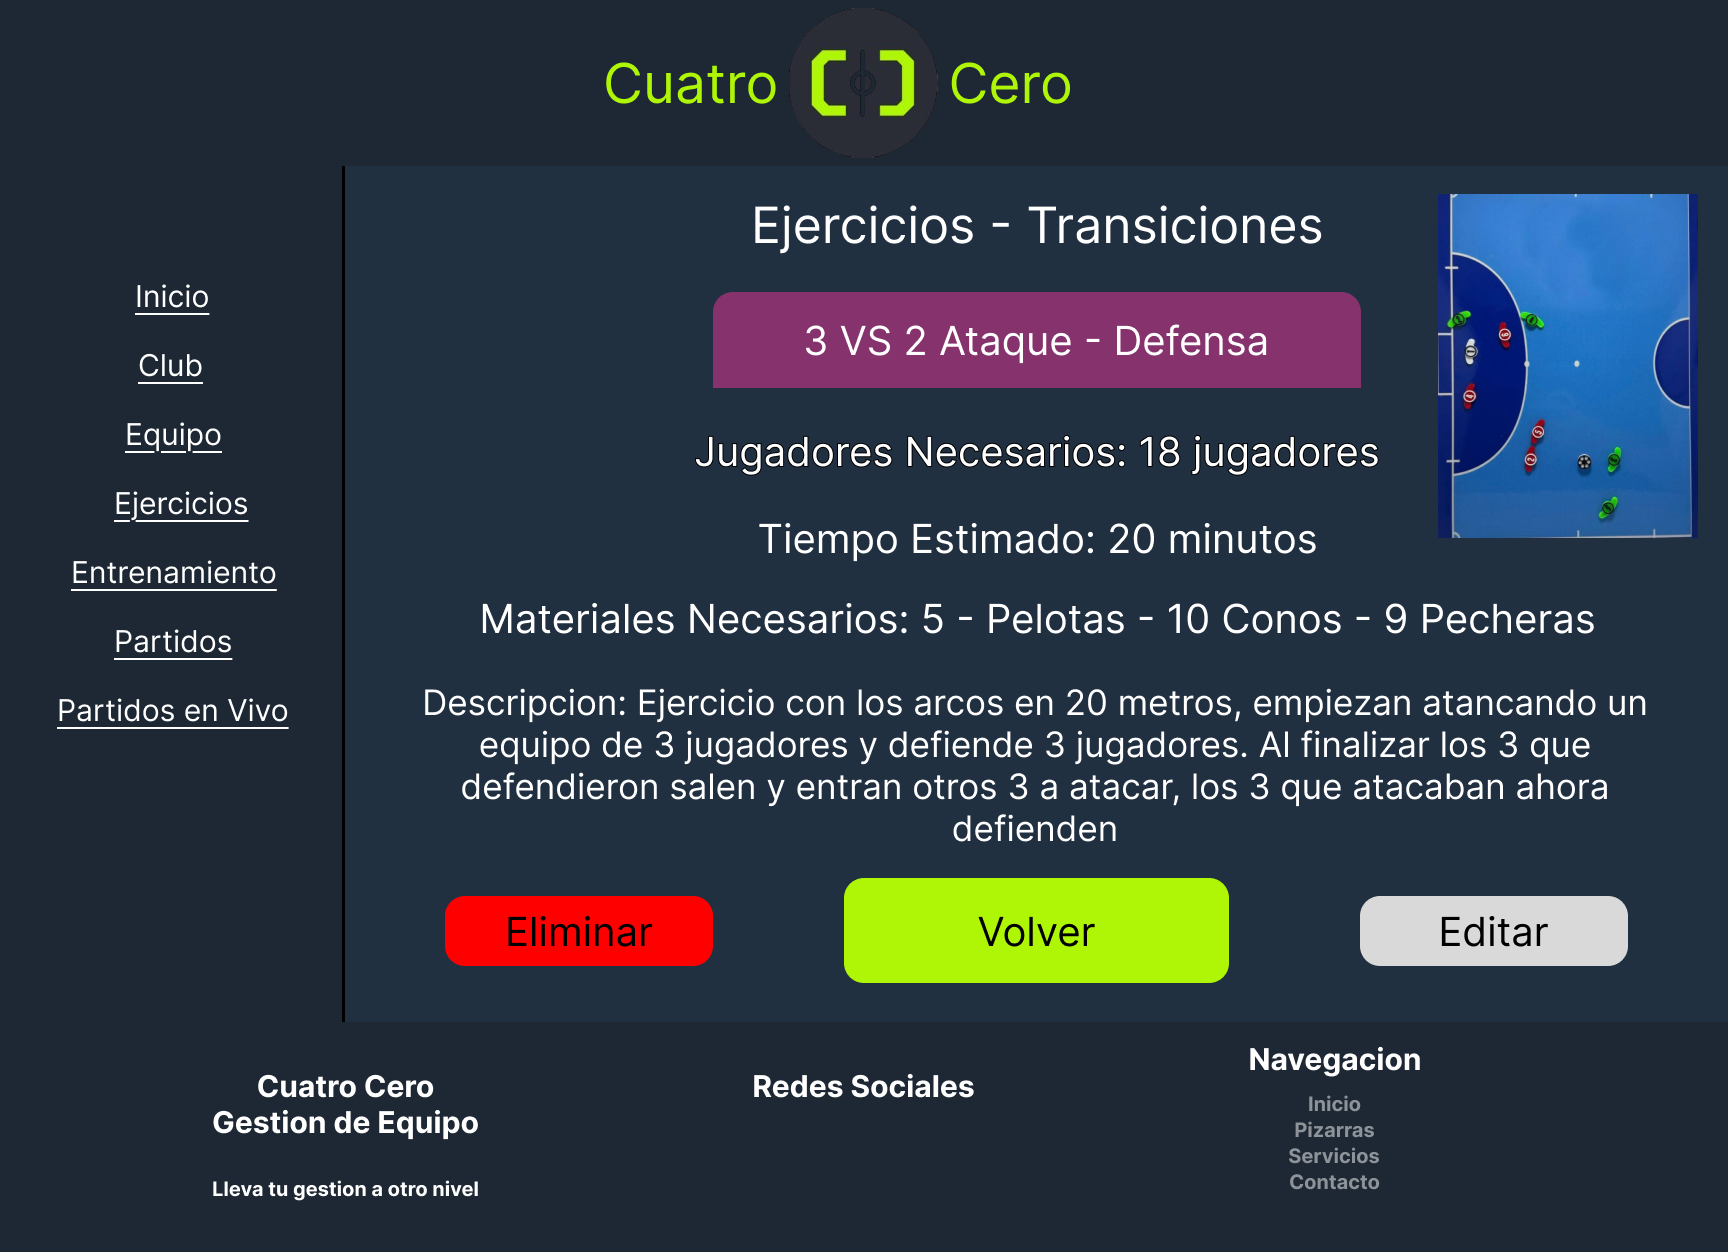 Cuatro Cero
Ejercicios - Transiciones
3 VS 2 Ataque - Defensa
Jugadores Necesarios: 18 jugadores
Tiempo Estimado: 20 minutos
Materiales Necesarios: 5 - Pelotas - 10 Conos - 9 Pecheras
Descripcion: Ejercicio con los arcos en 20 metros, empiezan atancando un
equipo de 3 jugadores y defiende 3 jugadores. Al finalizar los 3 que
defendieron salen y entran otros 3 a atacar, los 3 que atacaban ahora
defienden
Eliminar
Volver
Editar
Inicio
Club
Equipo
Ejercicios
Entrenamiento
Partidos
Partidos en Vivo
Cuatro Cero
Gestion de Equipo
Lleva tu gestion a otro nivel
Redes Sociales
Navegacion
Inicio
Pizarras
Servicios
Contacto